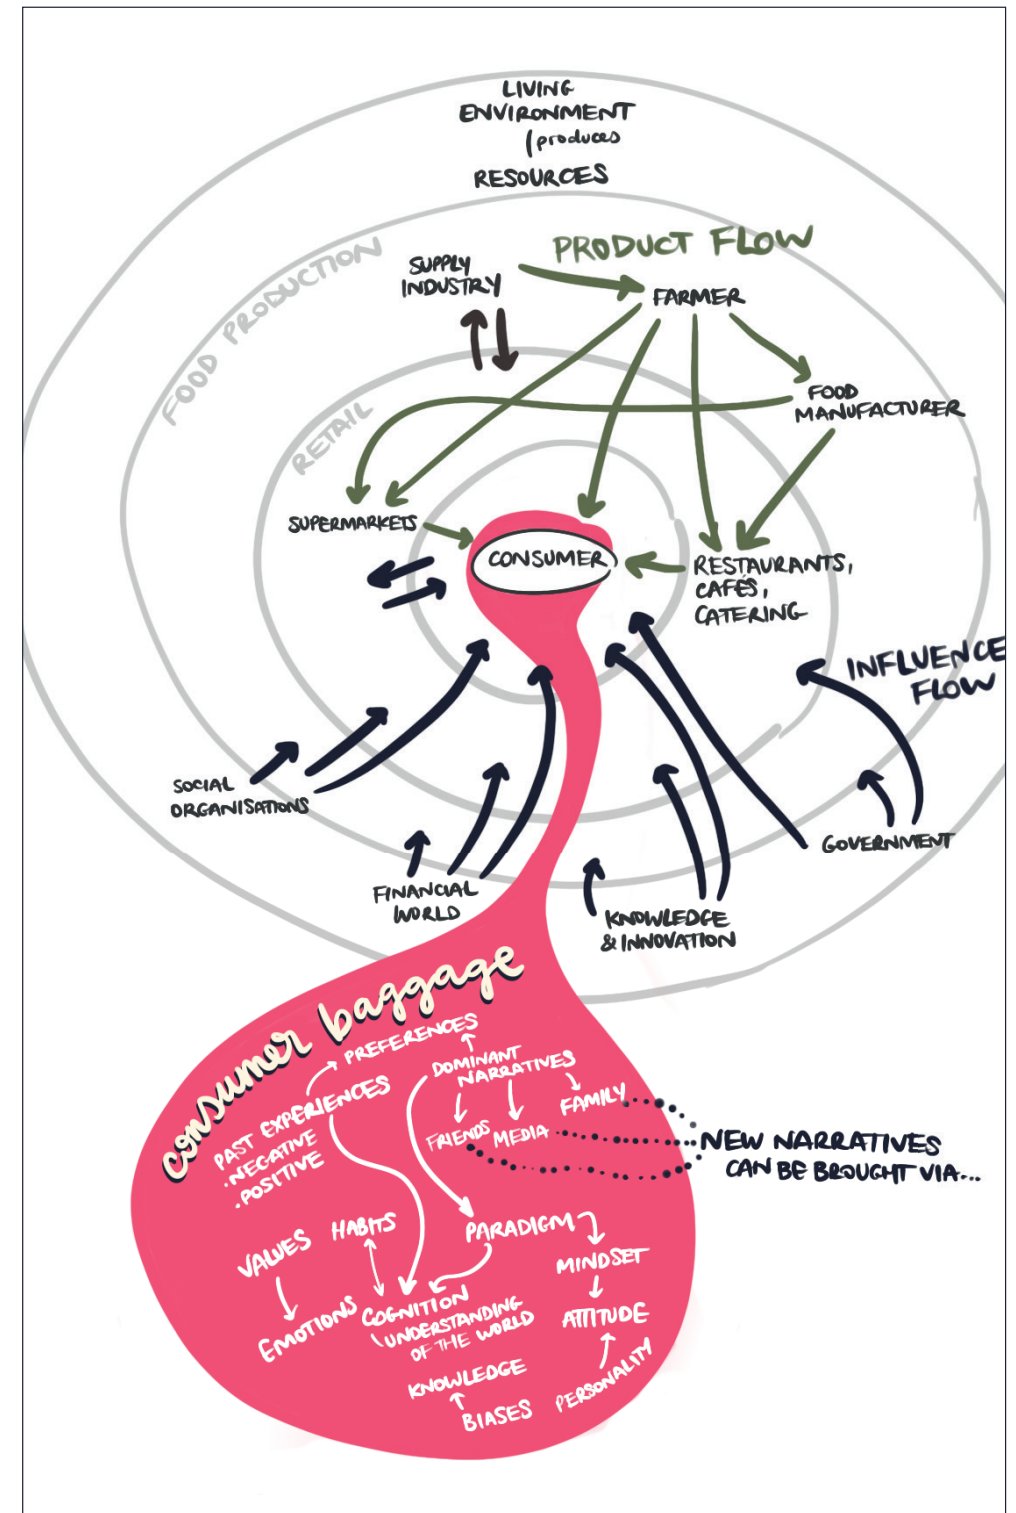 LIVING
ENVIRONMENT
produces
RESOURCES
PRODUCT FLOW
FOOD PRODUCTION
SUPPLY
INDUSTRY
FARMER
FOOD
MANUFACTURER
RETAIL
SUPERMARKETS
CONSUMER
RESTAURANTS,
CAFÉS,
CATERING
INFLUENCE
FLOW
SOCIAL
ORGANISATIONS
GOVERNMENT
FINANCIAL
WORLD
KNOWLEDGE
& INNOVATION
consumer baggage
PREFERENCES
DOMINANT
NARRATIVES
PAST EXPERIENCES
.NEGATIVE
.POSITIVE
FAMILY
FRIENDS
MEDIA
NEW NARRATIVES
CAN BE BROUGHT VIA...
HABITS
VALUES
PARADIGM
MINDSET
EMOTIONS
COGNITION
UNDERSTANDING
OF THE WORLD
ATTITUDE
KNOWLEDGE
PERSONALITY
BIASES